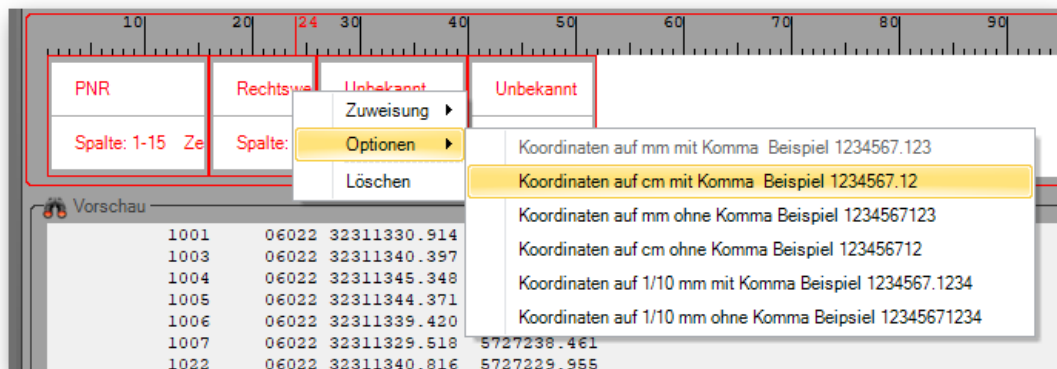 10 20 24 30 40 50 60 70 80 90
PNR Rechtswe Unbekannt Unbekannt
Spalte: 1-15 Ze Spalte:
Zuweisung
Optionen
Löschen
Koordinaten auf mm mit Komma Beispiel 1234567.123
Koordinaten auf cm mit Komma Beispiel 1234567.12
Koordinaten auf mm ohne Komma Beispiel 1234567123
Koordinaten auf cm ohne Komma Beispiel 123456712
Koordinaten auf 1/10 mm mit Komma Beispiel 1234567.1234
Koordinaten auf 1/10 mm ohne Komma Beipsiel 12345671234
Vorschau
1001 06022 32311330.914
1003 06022 32311340.397
1004 06022 32311345.348
1005 06022 32311344.371
1006 06022 32311339.420
1007 06022 32311329.518 5727238.461
1022 06022 32311340.816 5727229.955